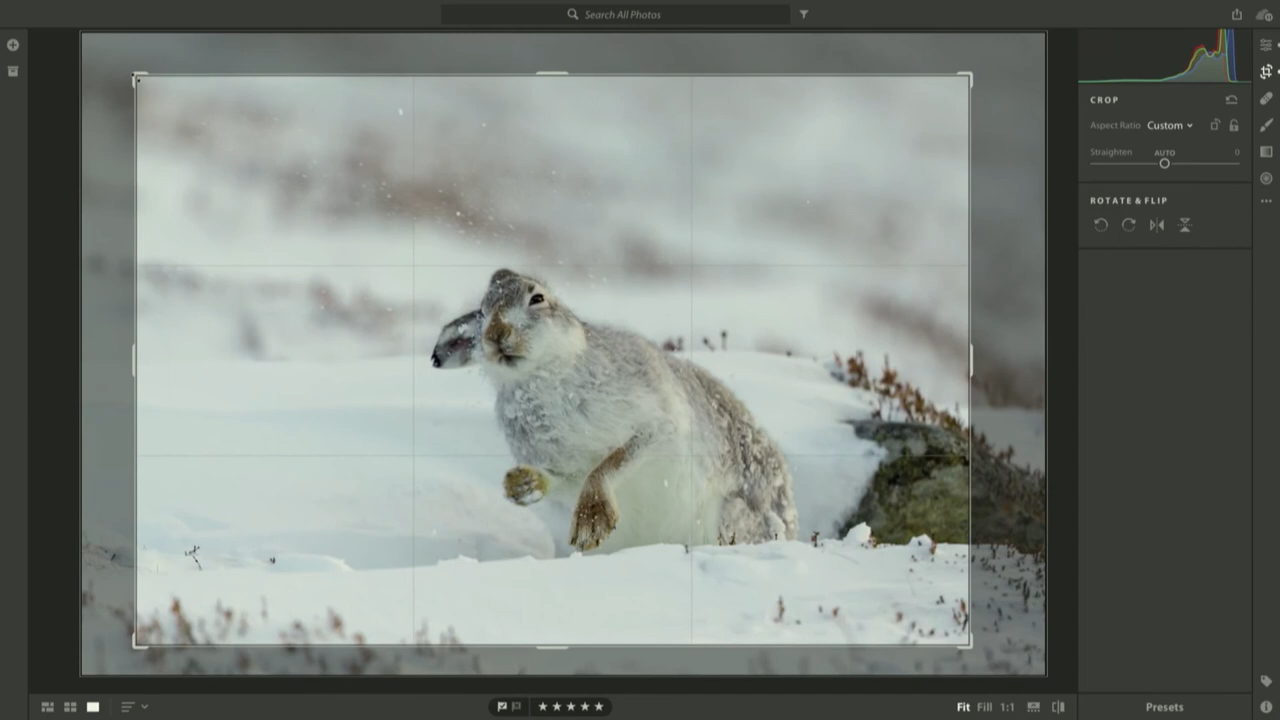 Search All Photos
CROP
Aspect Ratio Custom
Straighten AUTO 0
ROTATE & FLIP
Fit Fill 1:1
Presets